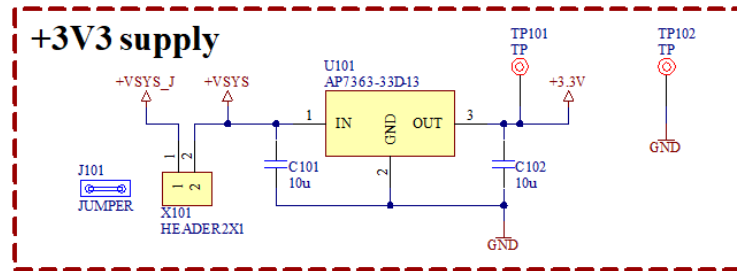 +3V3 supply
TP101
TP
TP102
TP
U101
AP7363-33D-13
+VSYS_J
+VSYS
+3.3V
1
IN
GND
OUT
3
2
1
2
1
2
C101
10u
C102
10u
GND
J101
JUMPER
X101
HEADER2X1
GND